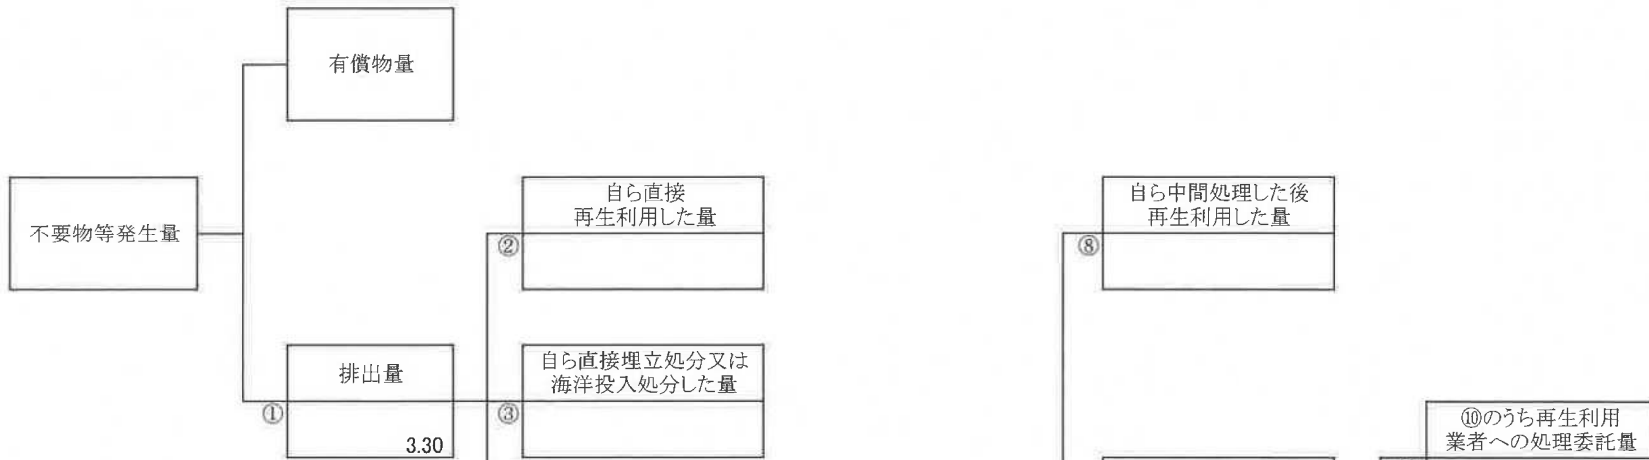 有償物量
不要物等発生量
自ら直接
再生利用した量
②
自ら中間処理した後
再生利用した量
⑧
排出量
①
3.30
自ら直接埋立処分又は
海洋投入処分した量
③
⑩のうち再生利用
業者への処理委託量